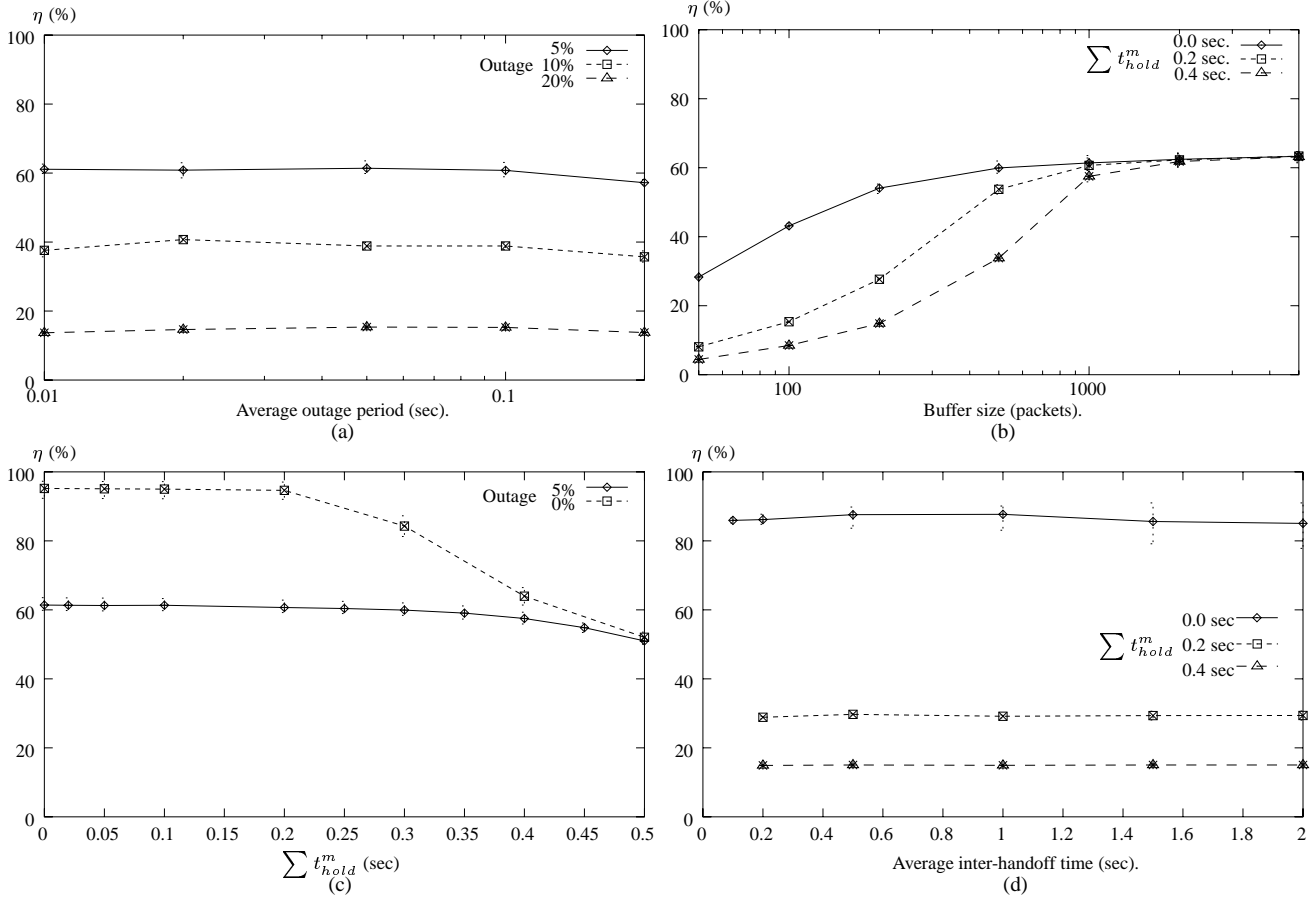 η (%)
100
80
60
40
20
0
0.01
0.1
Outage
5%
10%
20%
Average outage period (sec).
(a)
η (%)
100
80
60
40
20
0
100
1000
∑ t^m_hold
0.0 sec.
0.2 sec.
0.4 sec.
Buffer size (packets).
(b)
η (%)
100
80
60
40
20
0
0 0.05 0.1 0.15 0.2 0.25 0.3 0.35 0.4 0.45 0.5
Outage
5%
0%
∑ t^m_hold (sec)
(c)
η (%)
100
80
60
40
20
0
0 0.2 0.4 0.6 0.8 1 1.2 1.4 1.6 1.8 2
∑ t^m_hold
0.0 sec
0.2 sec
0.4 sec
Average inter-handoff time (sec).
(d)